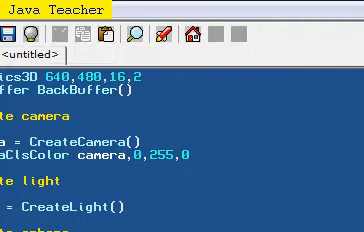 Java Teacher
<untitled>
ics3D 640,480,16,2
ffer BackBuffer()
te camera
a = CreateCamera()
aClsColor camera,0,255,0
te light
= CreateLight()